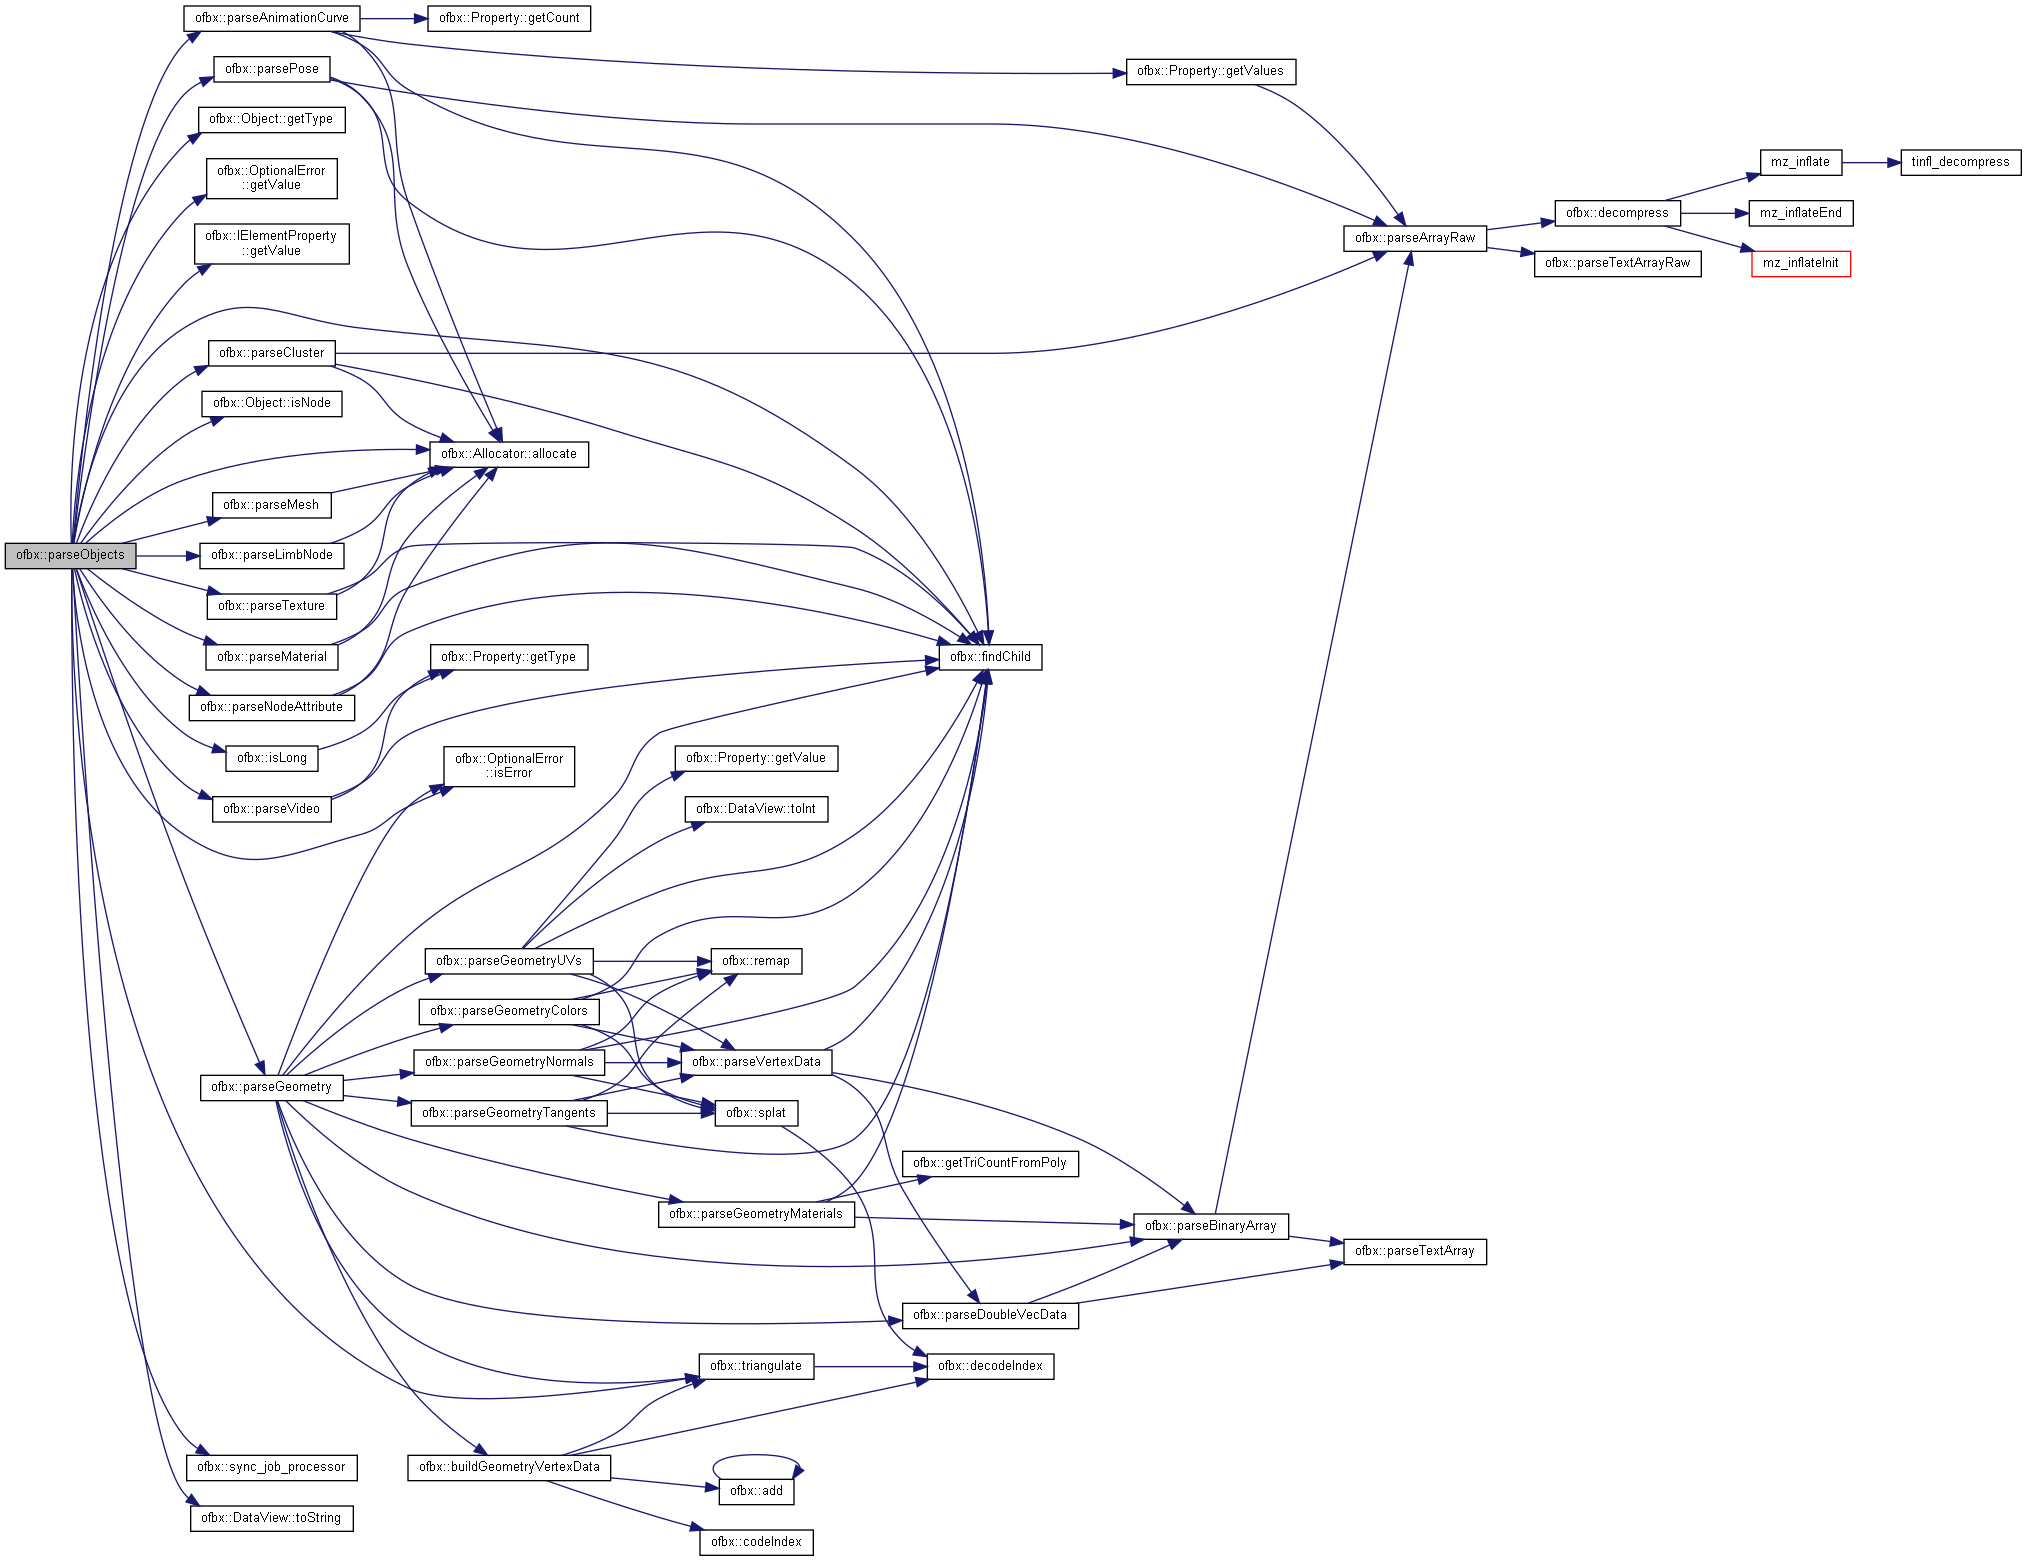 ofbx::parseAnimationCurve
ofbx::Property::getCount
ofbx::parsePose
ofbx::Property::getValues
ofbx::Object::getType
ofbx::OptionalError
::getValue
mz_inflate
tinfl_decompress
ofbx::decompress
mz_inflateEnd
ofbx::IElementProperty
::getValue
ofbx::parseArrayRaw
ofbx::parseTextArrayRaw
mz_inflateInit
ofbx::parseCluster
ofbx::Object::isNode
ofbx::Allocator::allocate
ofbx::parseMesh
ofbx::parseObjects
ofbx::parseLimbNode
ofbx::parseTexture
ofbx::parseMaterial
ofbx::Property::getType
ofbx::findChild
ofbx::parseNodeAttribute
ofbx::isLong
ofbx::OptionalError
::isError
ofbx::Property::getValue
ofbx::parseVideo
ofbx::DataView::toInt
ofbx::parseGeometryUVs
ofbx::remap
ofbx::parseGeometryColors
ofbx::parseGeometryNormals
ofbx::parseVertexData
ofbx::parseGeometry
ofbx::parseGeometryTangents
ofbx::splat
ofbx::getTriCountFromPoly
ofbx::parseGeometryMaterials
ofbx::parseBinaryArray
ofbx::parseTextArray
ofbx::parseDoubleVecData
ofbx::triangulate
ofbx::decodeIndex
ofbx::sync_job_processor
ofbx::buildGeometryVertexData
ofbx::add
ofbx::DataView::toString
ofbx::codeIndex